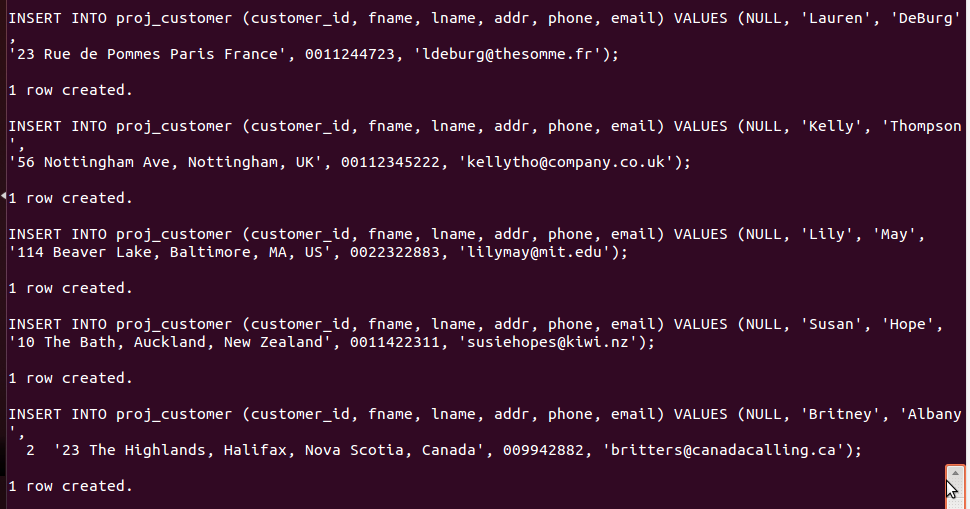 INSERT INTO proj_customer (customer_id, fname, lname, addr, phone, email) VALUES (NULL, 'Lauren', 'DeBurg'
,
'23 Rue de Pommes Paris France', 0011244723, 'ldeburg@thesomme.fr');
1 row created.
INSERT INTO proj_customer (customer_id, fname, lname, addr, phone, email) VALUES (NULL, 'Kelly', 'Thompson
',
'56 Nottingham Ave, Nottingham, UK', 00112345222, 'kellytho@company.co.uk');
1 row created.
INSERT INTO proj_customer (customer_id, fname, lname, addr, phone, email) VALUES (NULL, 'Lily', 'May',
'114 Beaver Lake, Baltimore, MA, US', 0022322883, 'lilymay@mit.edu');
1 row created.
INSERT INTO proj_customer (customer_id, fname, lname, addr, phone, email) VALUES (NULL, 'Susan', 'Hope',
'10 The Bath, Auckland, New Zealand', 0011422311, 'susiehopes@kiwi.nz');
1 row created.
INSERT INTO proj_customer (customer_id, fname, lname, addr, phone, email) VALUES (NULL, 'Britney', 'Albany
',
  2  '23 The Highlands, Halifax, Nova Scotia, Canada', 009942882, 'britters@canadacalling.ca');
1 row created.